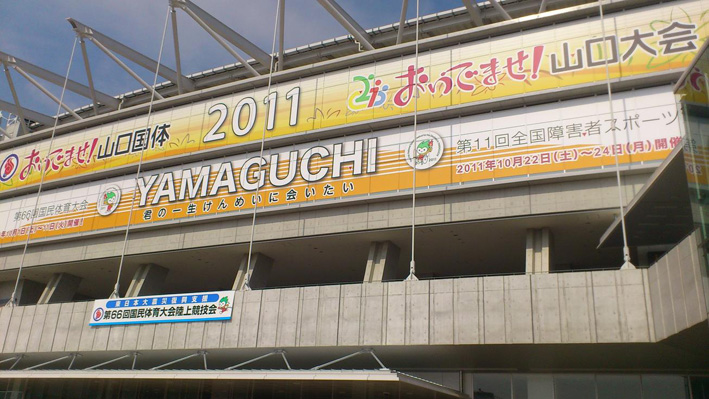 おいでませ!山口国体
2011
おいでませ!山口大会
第66回国民体育大会
YAMAGUCHI
君の一生けんめいに会いたい
第11回全国障害者スポーツ
2011年10月22日(土)～24日(月)開催
東日本大震災復興支援
第66回国民体育大会陸上競技会